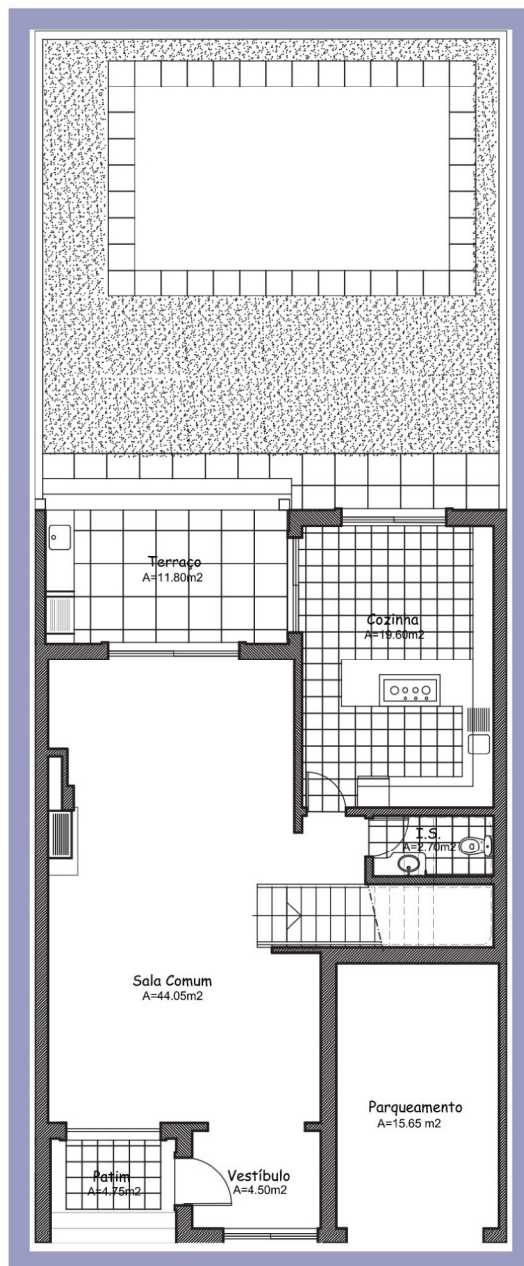 Terraço
A=11.80m2
Cozinha
A=19.60m2
I.S.
A=2.70m2
Sala Comum
A=44.05m2
Parqueamento
A=15.65 m2
Patim
A=4.75m2
Vestíbulo
A=4.50m2